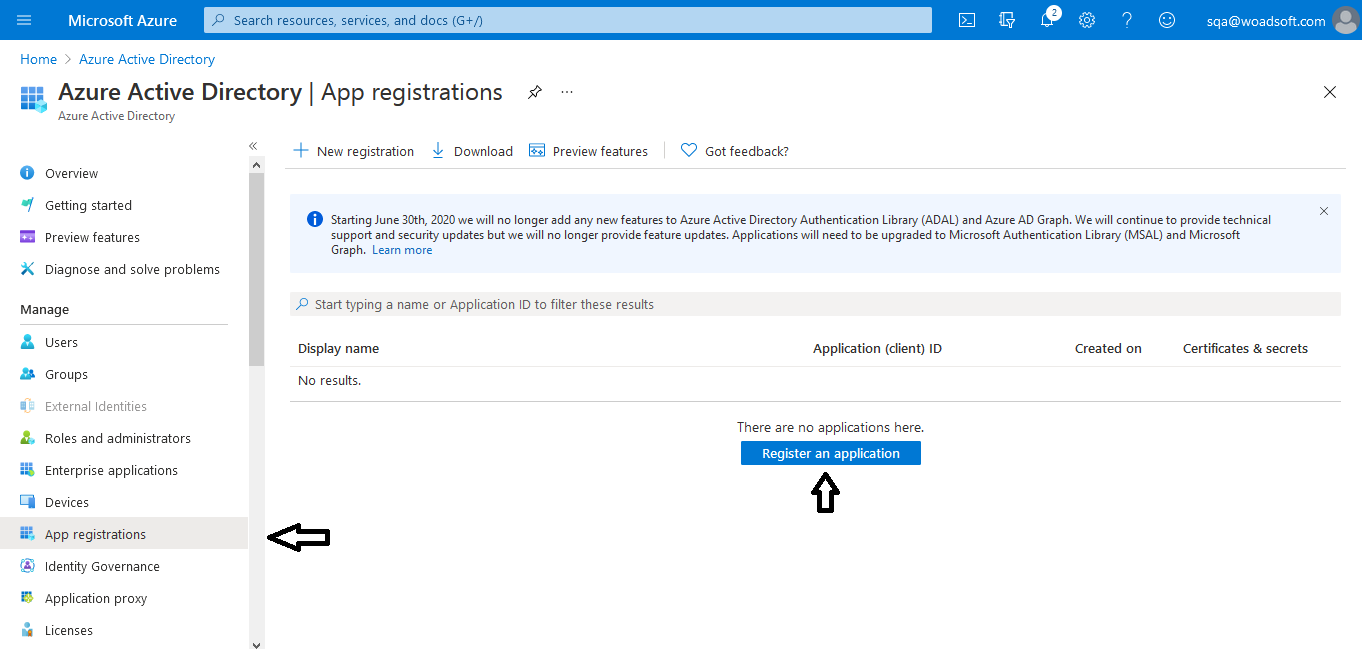 Microsoft Azure
Search resources, services, and docs (G+/)
2
sqa@woadsoft.com
Home > Azure Active Directory
Azure Active Directory | App registrations
Azure Active Directory
Overview
Getting started
Preview features
Diagnose and solve problems
Manage
Users
Groups
External Identities
Roles and administrators
Enterprise applications
Devices
App registrations
Identity Governance
Application proxy
Licenses
New registration
Download
Preview features
Got feedback?
Starting June 30th, 2020 we will no longer add any new features to Azure Active Directory Authentication Library (ADAL) and Azure AD Graph. We will continue to provide technical
support and security updates but we will no longer provide feature updates. Applications will need to be upgraded to Microsoft Authentication Library (MSAL) and Microsoft
Graph. Learn more
Start typing a name or Application ID to filter these results
Display name
Application (client) ID
Created on
Certificates & secrets
No results.
There are no applications here.
Register an application